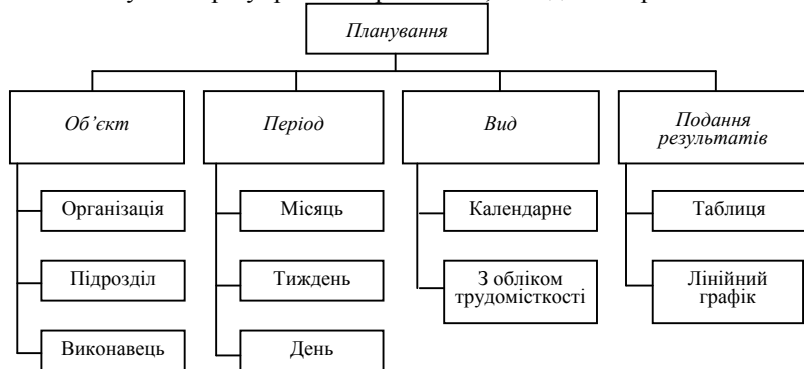 Планування
Об’єкт
Період
Вид
Подання
результатів
Організація
Місяць
Календарне
Таблиця
Підрозділ
Тиждень
З обліком
трудомісткості
Лінійний
графік
Виконавець
День